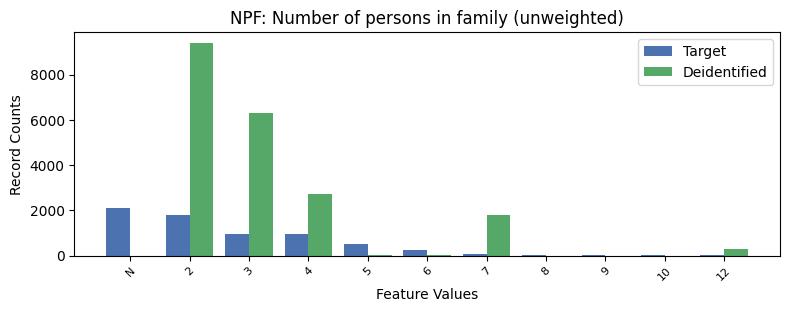 NPF: Number of persons in family (unweighted)
Target
Deidentified
Record Counts
8000
6000
4000
2000
0
N 2 3 4 5 6 7 8 9 10 12
Feature Values